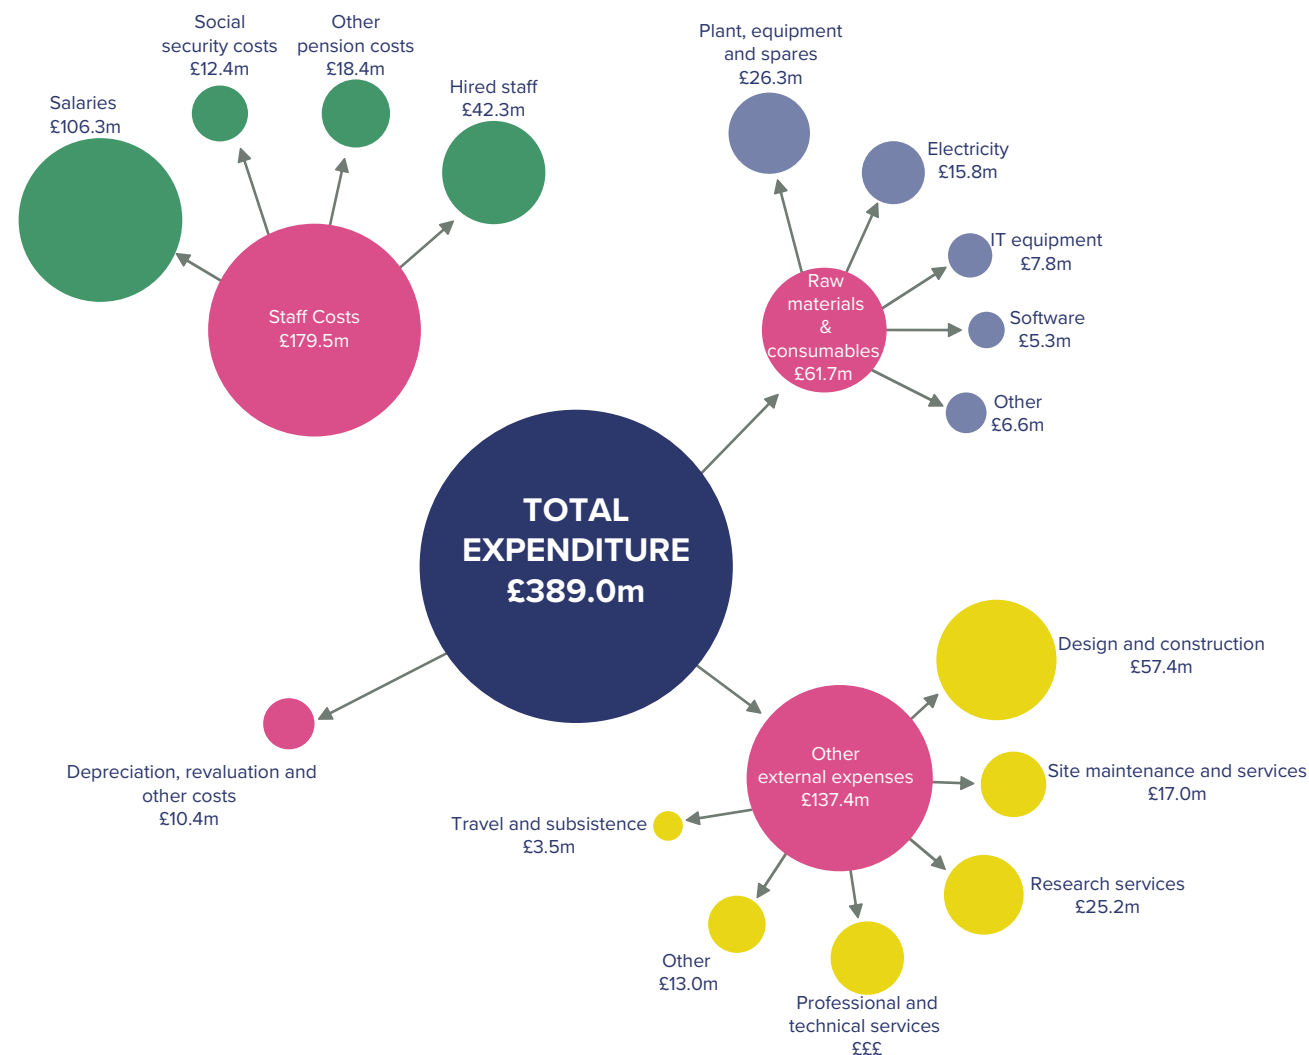 Social
security costs
£12.4m
Other
pension costs
£18.4m
Hired staff
£42.3m
Salaries
£106.3m
Staff Costs
£179.5m
Plant, equipment
and spares
£26.3m
Electricity
£15.8m
IT equipment
£7.8m
Software
£5.3m
Other
£6.6m
Raw
materials
&
consumables
£61.7m
TOTAL
EXPENDITURE
£389.0m
Depreciation, revaluation and
other costs
£10.4m
Other
external expenses
£137.4m
Design and construction
£57.4m
Site maintenance and services
£17.0m
Research services
£25.2m
Travel and subsistence
£3.5m
Other
£13.0m
Professional and
technical services
£££